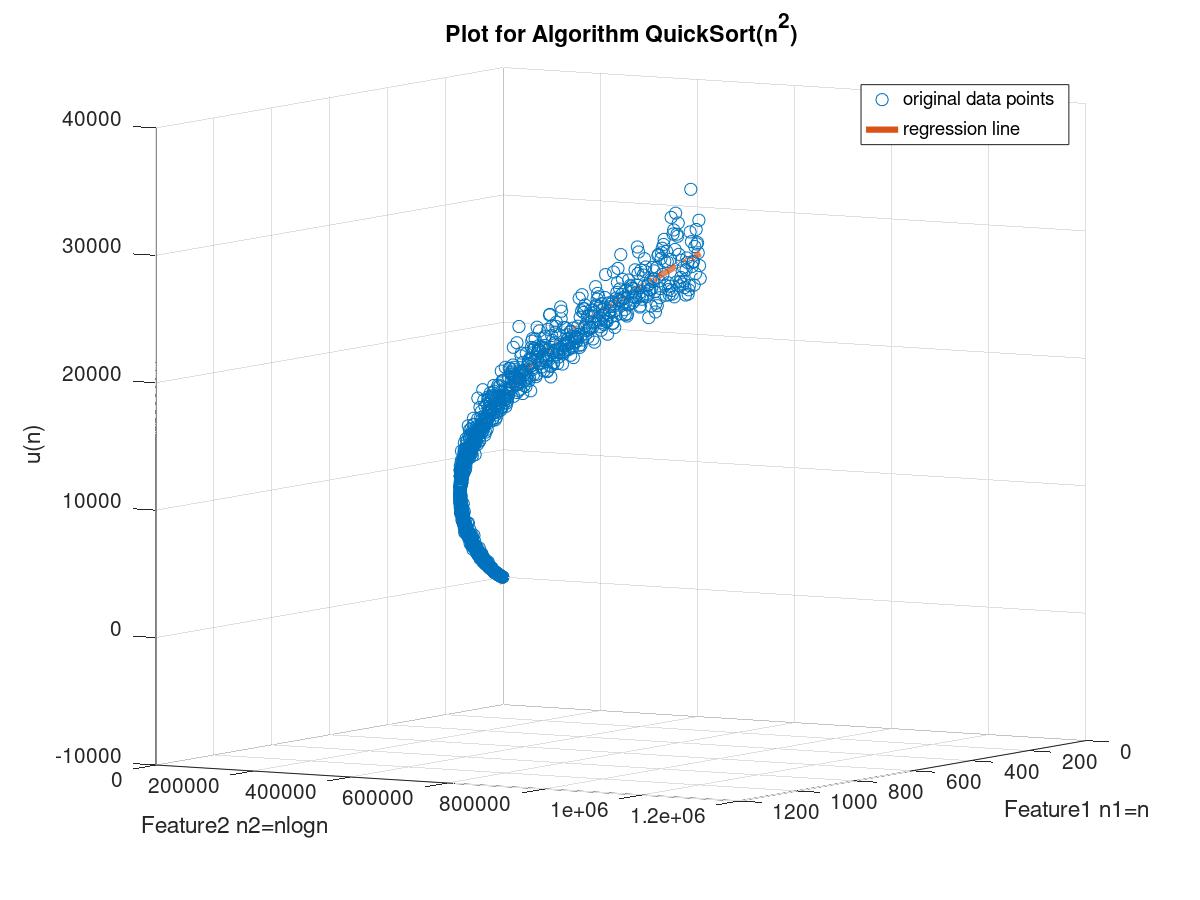 Plot for Algorithm QuickSort(n²)
original data points
regression line
40000
30000
20000
10000
0
-10000
u(n)
0
200000
400000
600000
800000
1e+06
1.2e+06
Feature2 n2=nlogn
1200
1000
800
600
400
200
0
Feature1 n1=n